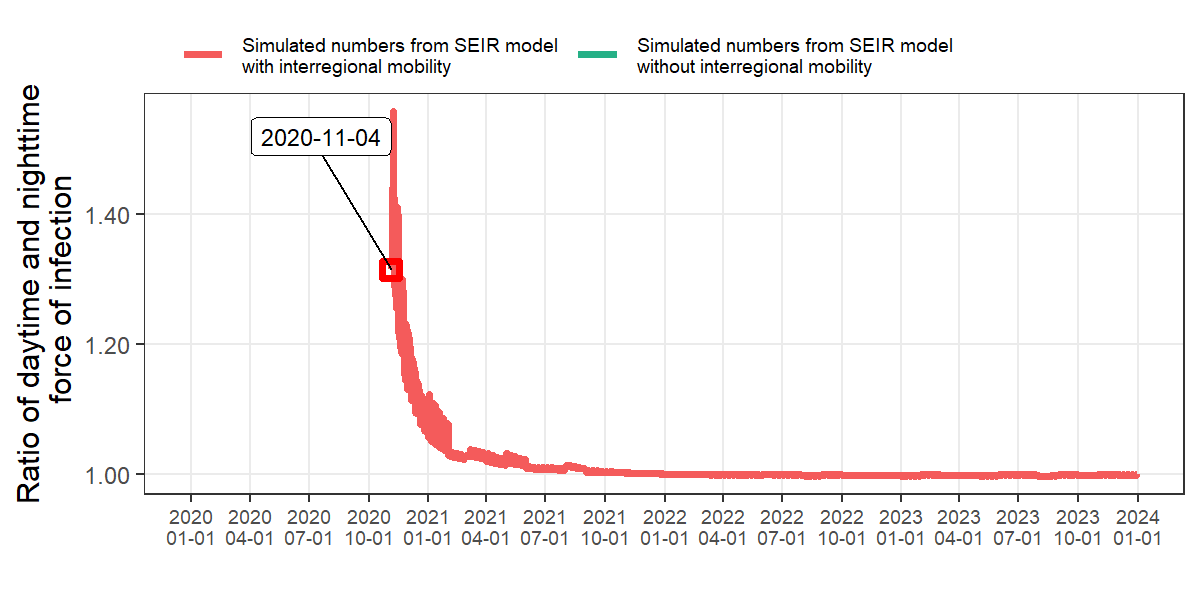 Simulated numbers from SEIR model
with interregional mobility
Simulated numbers from SEIR model
without interregional mobility
Ratio of daytime and nighttime
force of infection
2020-11-04
1.40
1.20
1.00
2020 2020 2020 2020 2021 2021 2021 2021 2022 2022 2022 2022 2023 2023 2023 2023 2024
01-01 04-01 07-01 10-01 01-01 04-01 07-01 10-01 01-01 04-01 07-01 10-01 01-01 04-01 07-01 10-01 01-01